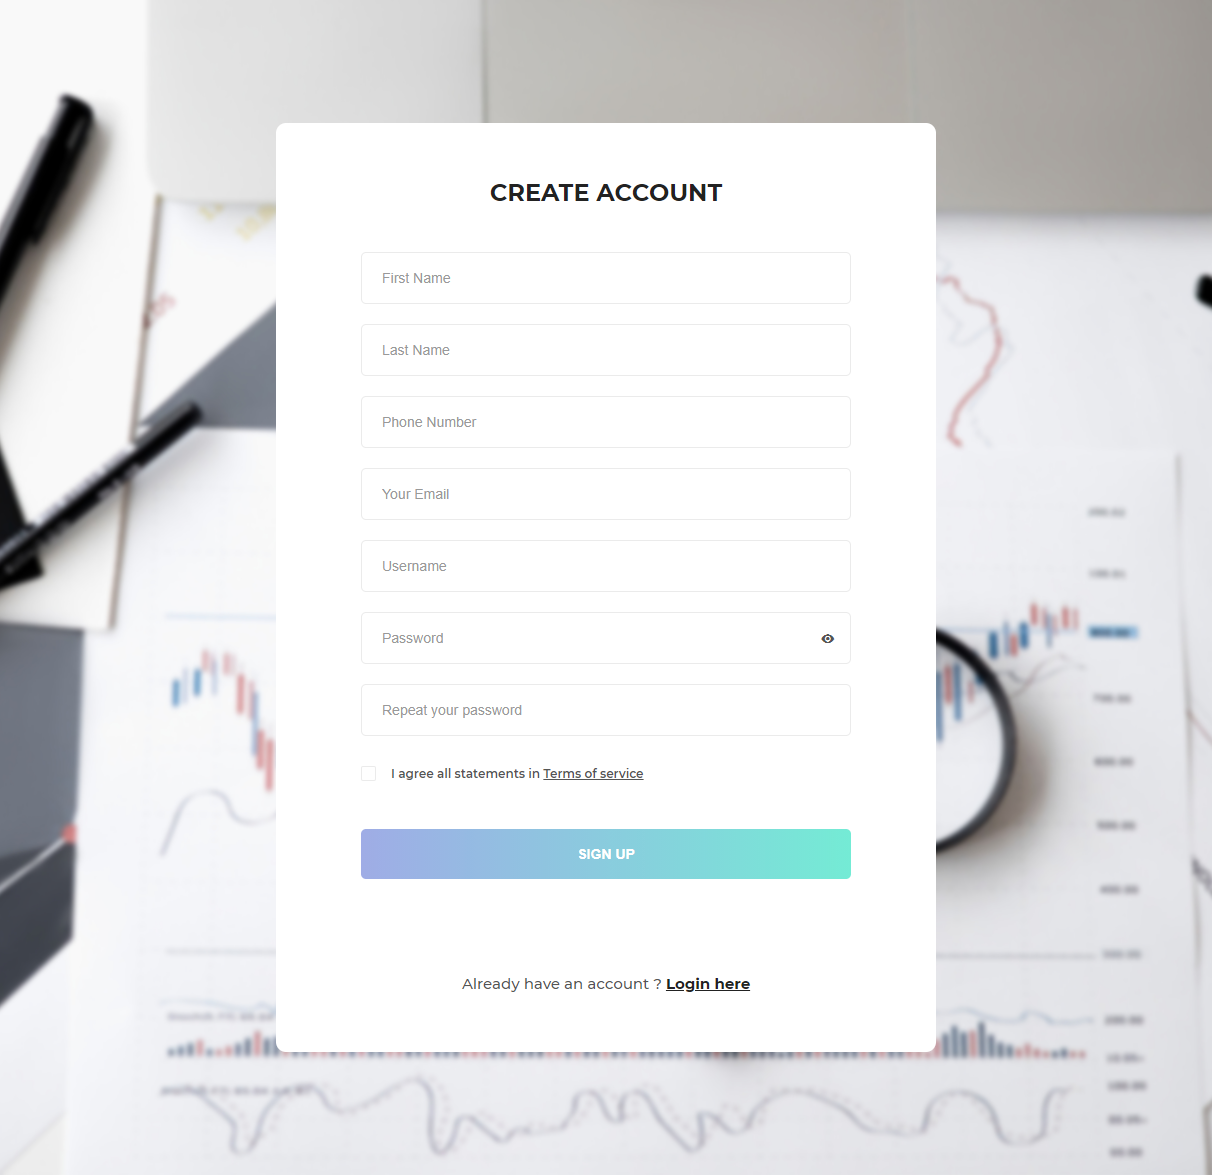 CREATE ACCOUNT
First Name
Last Name
Phone Number
Your Email
Username
Password
Repeat your password
I agree all statements in Terms of service
SIGN UP
Already have an account ? Login here